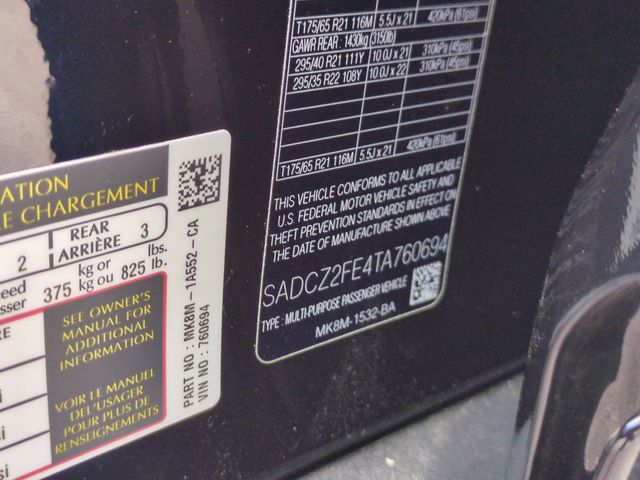 T175/65 R21 116M 5.5J x 21 420kPa (61psi)
GAWR REAR : 1430kg (3150lb)
295/40 R21 111Y 10.0J x 21 310kPa (45psi)
295/35 R22 108Y 10.0J x 22 310kPa (45psi)
T175/65 R21 116M 5.5J x 21 420kPa (61psi)
THIS VEHICLE CONFORMS TO ALL APPLICABLE
U.S. FEDERAL MOTOR VEHICLE SAFETY AND
THEFT PREVENTION STANDARDS IN EFFECT ON
THE DATE OF MANUFACTURE SHOWN ABOVE
SADCZ2FE4TA760694
TYPE : MULTI-PURPOSE PASSENGER VEHICLE
MK8M-1532-BA
CHARGEMENT
2 REAR 3
ARRIÈRE
kg or lbs.
375 kg ou 825 lb.
SEE OWNER'S
MANUAL FOR
ADDITIONAL
INFORMATION
VOIR LE MANUEL
DE L'USAGER
POUR PLUS DE
RENSEIGNEMENTS
PART NO : MK8M - 1A552 - CA
VIN NO : 760694